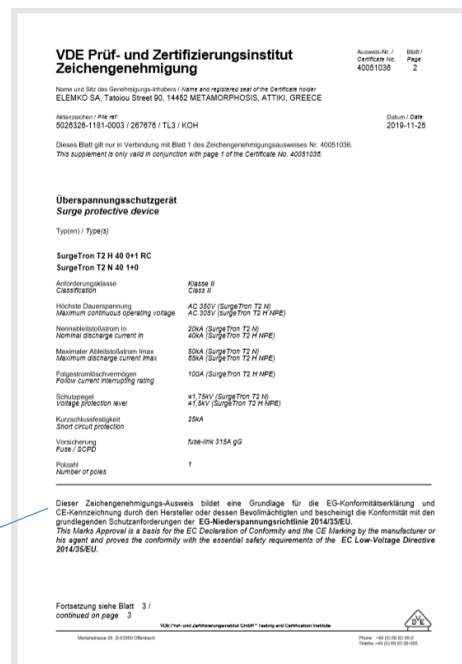 VDE Prüf- und Zertifizierungsinstitut
Zeichengenehmigung
Ausweis-Nr. / Blatt /
Certificate No. Page
40051036 2
Name und Sitz des Genehmigungs-Inhabers / Name and registered seat of the Certificate holder
ELEMKO SA, Tatoiou Street 90, 14452 METAMORPHOSIS, ATTIKI, GREECE
Aktenzeichen / File ref. Datum / Date
5026326-1181-0003 / 267676 / TL3 / KOH 2019-11-25
Dieses Blatt gilt nur in Verbindung mit Blatt 1 des Zeichengenehmigungsausweises Nr. 40051036.
This supplement is only valid in conjunction with page 1 of the Certificate No. 40051036.
Überspannungsschutzgerät
Surge protective device
Typ(en) / Type(s)
SurgeTron T2 H 40 0+1 RC
SurgeTron T2 N 40 1+0
Anforderungsklasse Klasse II
Classification Class II
Höchste Dauerspannung AC 350V (SurgeTron T2 N)
Maximum continuous operating voltage AC 305V (surgeTron T2 H NPE)
Nennableitstoßstrom In 20kA (SurgeTron T2 N)
Nominal discharge current In 40kA (SurgeTron T2 H NPE)
Maximaler Ableitstoßstrom Imax 50kA (SurgeTron T2 N)
Maximum discharge current Imax 65kA (SurgeTron T2 H NPE)
Folgestromlöschvermögen 100A (SurgeTron T2 H NPE)
Follow current interrupting rating
Schutzpegel ≤1,75kV (SurgeTron T2 N)
Voltage protection level ≤1,5kV (SurgeTron T2 H NPE)
Kurzschlussfestigkeit 25kA
Short circuit protection
Vorsicherung fuse-link 315A gG
Fuse / SCPD
Polzahl 1
Number of poles
Dieser Zeichengenehmigungs-Ausweis bildet eine Grundlage für die EG-Konformitätserklärung und
CE-Kennzeichnung durch den Hersteller oder dessen Bevollmächtigten und bescheinigt die Konformität mit den
grundlegenden Schutzanforderungen der EG-Niederspannungsrichtlinie 2014/35/EU.
This Marks Approval is a basis for the EC Declaration of Conformity and the CE Marking by the manufacturer or
his agent and proves the conformity with the essential safety requirements of the EC Low-Voltage Directive
2014/35/EU.
Fortsetzung siehe Blatt 3 /
continued on page 3
VDE Prüf- und Zertifizierungsinstitut GmbH * Testing and Certification Institute
Merianstrasse 28, D-63069 Offenbach